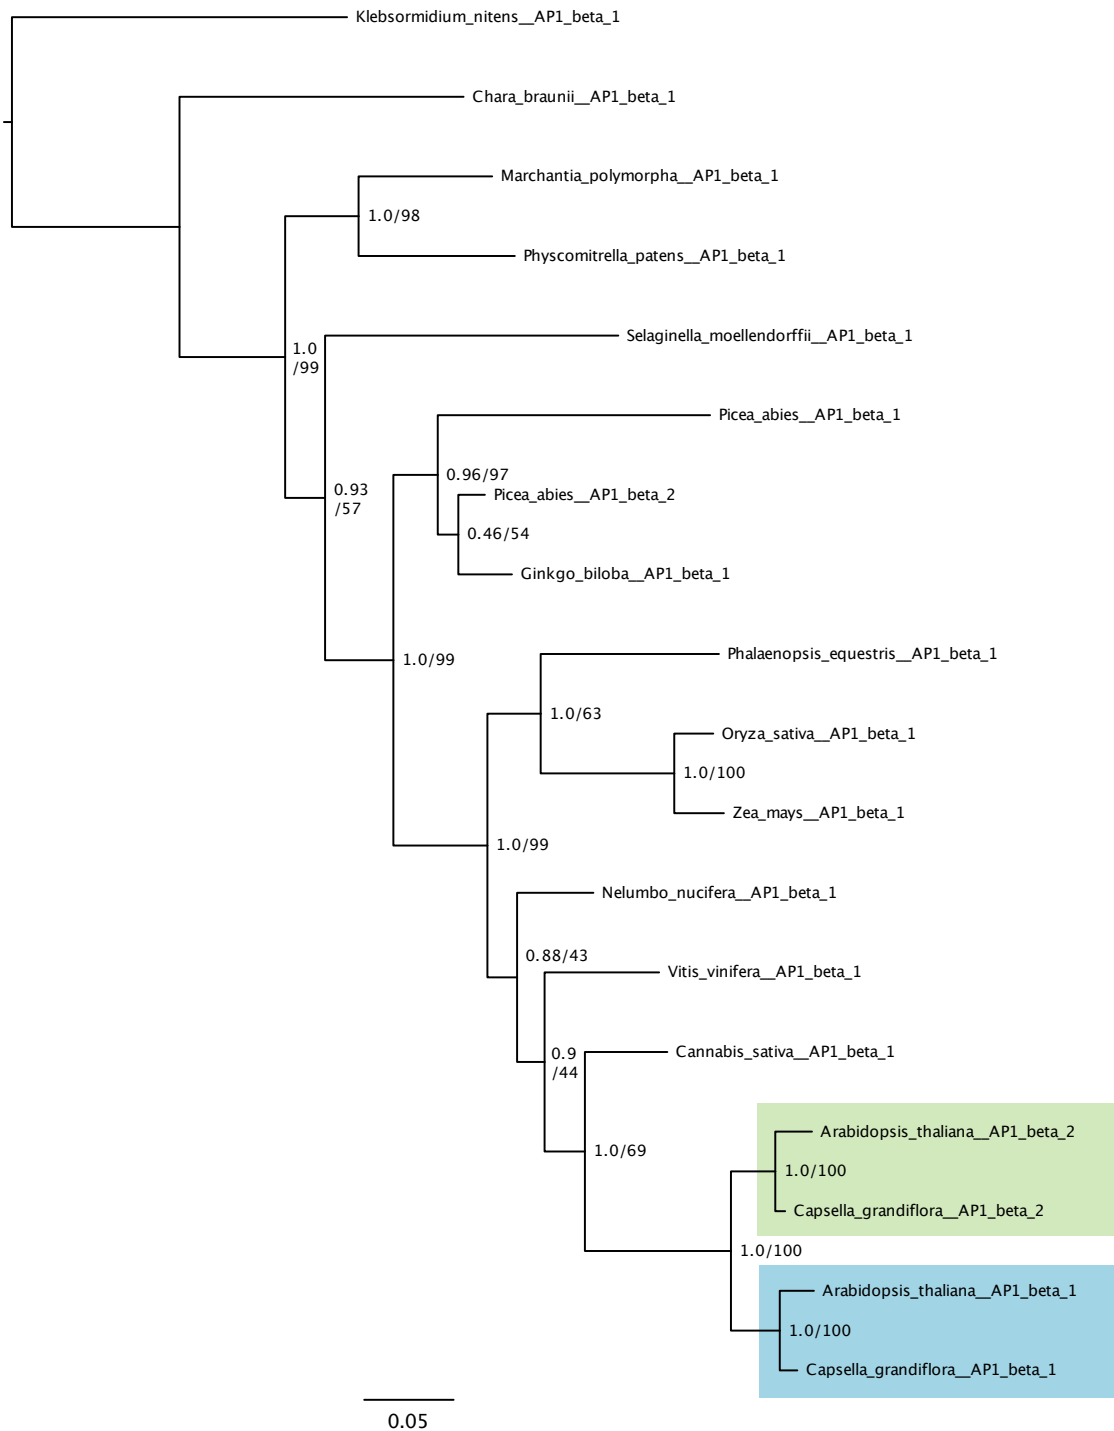 Klebsormidium_nitens__AP1_beta_1
Chara_braunii__AP1_beta_1
Marchantia_polymorpha__AP1_beta_1
1.0/98
Physcomitrella_patens__AP1_beta_1
Selaginella_moellendorffii__AP1_beta_1
1.0
/99
Picea_abies__AP1_beta_1
0.96/97
0.93
/57
Picea_abies__AP1_beta_2
0.46/54
Ginkgo_biloba__AP1_beta_1
Phalaenopsis_equestris__AP1_beta_1
1.0/99
1.0/63
Oryza_sativa__AP1_beta_1
1.0/100
Zea_mays__AP1_beta_1
1.0/99
Nelumbo_nucifera__AP1_beta_1
0.88/43
Vitis_vinifera__AP1_beta_1
0.9
/44
Cannabis_sativa__AP1_beta_1
Arabidopsis_thaliana__AP1_beta_2
1.0/69
1.0/100
Capsella_grandiflora__AP1_beta_2
1.0/100
Arabidopsis_thaliana__AP1_beta_1
1.0/100
Capsella_grandiflora__AP1_beta_1
0.05